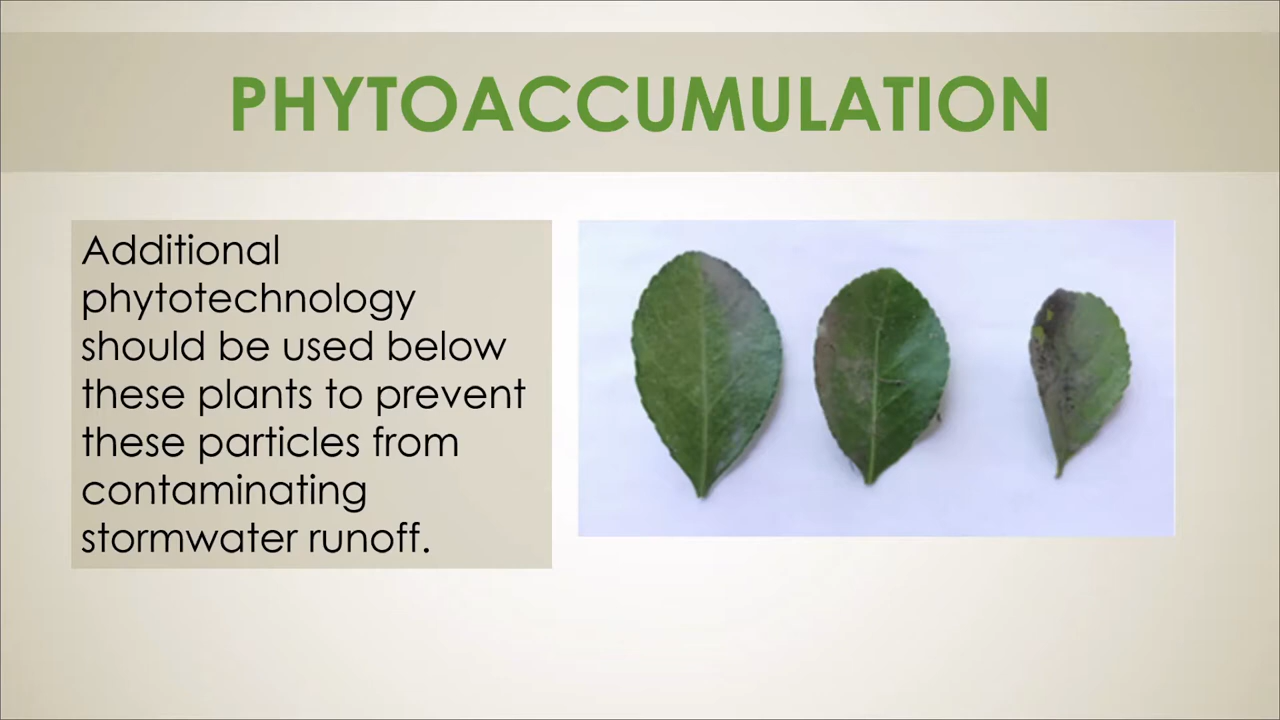 PHYTOACCUMULATION
Additional
phytotechnology
should be used below
these plants to prevent
these particles from
contaminating
stormwater runoff.